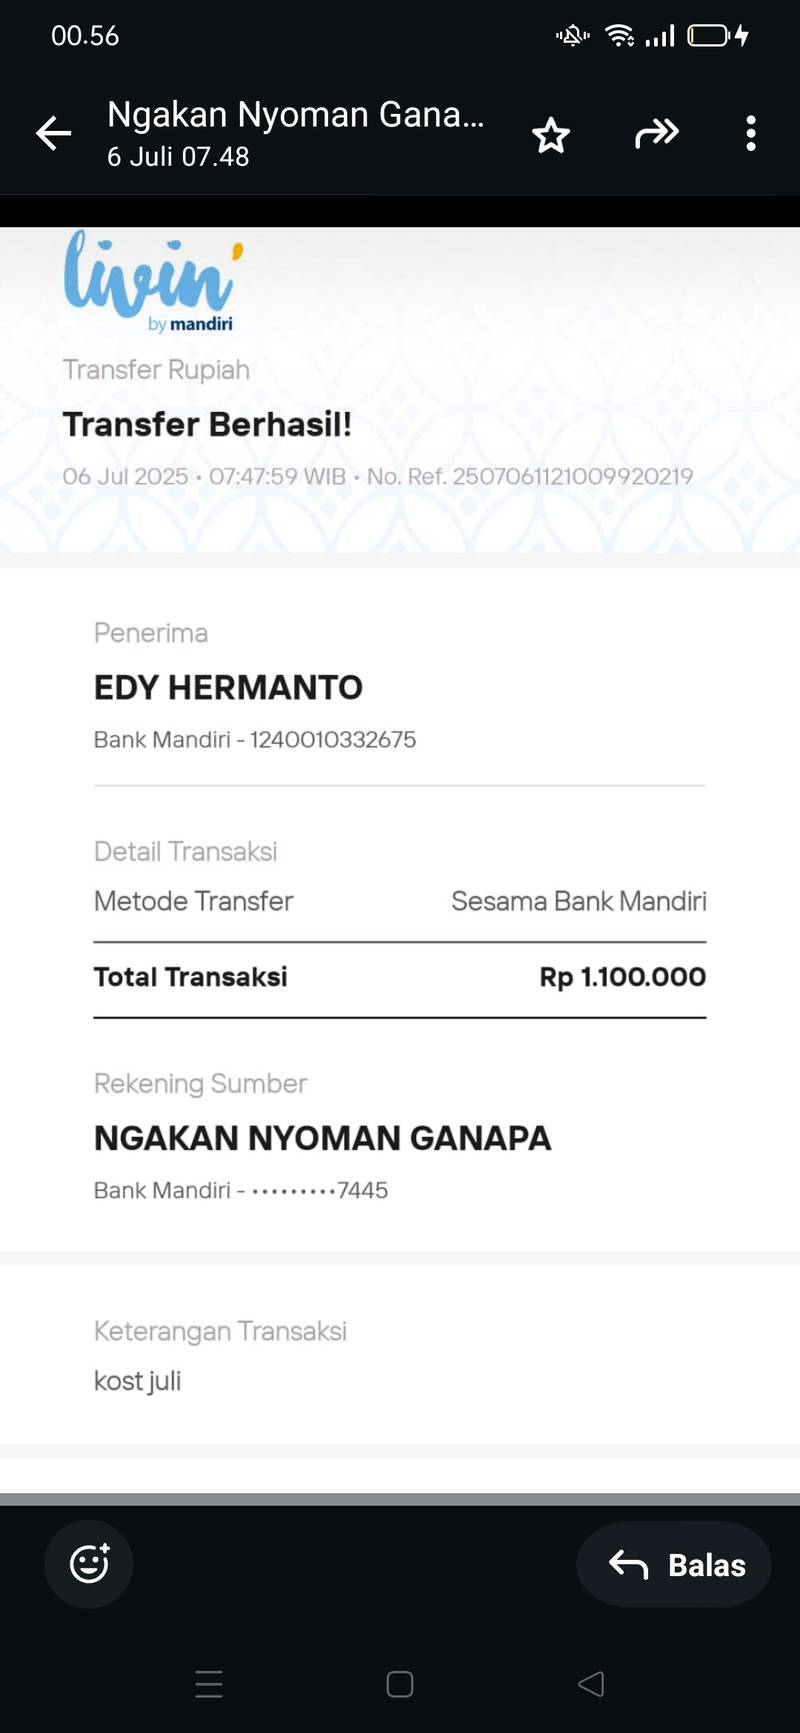 00.56
Ngakan Nyoman Gana...
6 Juli 07.48
livin'
by mandiri
Transfer Rupiah
Transfer Berhasil!
06 Jul 2025 • 07:47:59 WIB • No. Ref. 2507061121009920219
Penerima
EDY HERMANTO
Bank Mandiri - 1240010332675
Detail Transaksi
Metode Transfer Sesama Bank Mandiri
Total Transaksi Rp 1.100.000
Rekening Sumber
NGAKAN NYOMAN GANAPA
Bank Mandiri - •••••••••7445
Keterangan Transaksi
kost juli
Balas